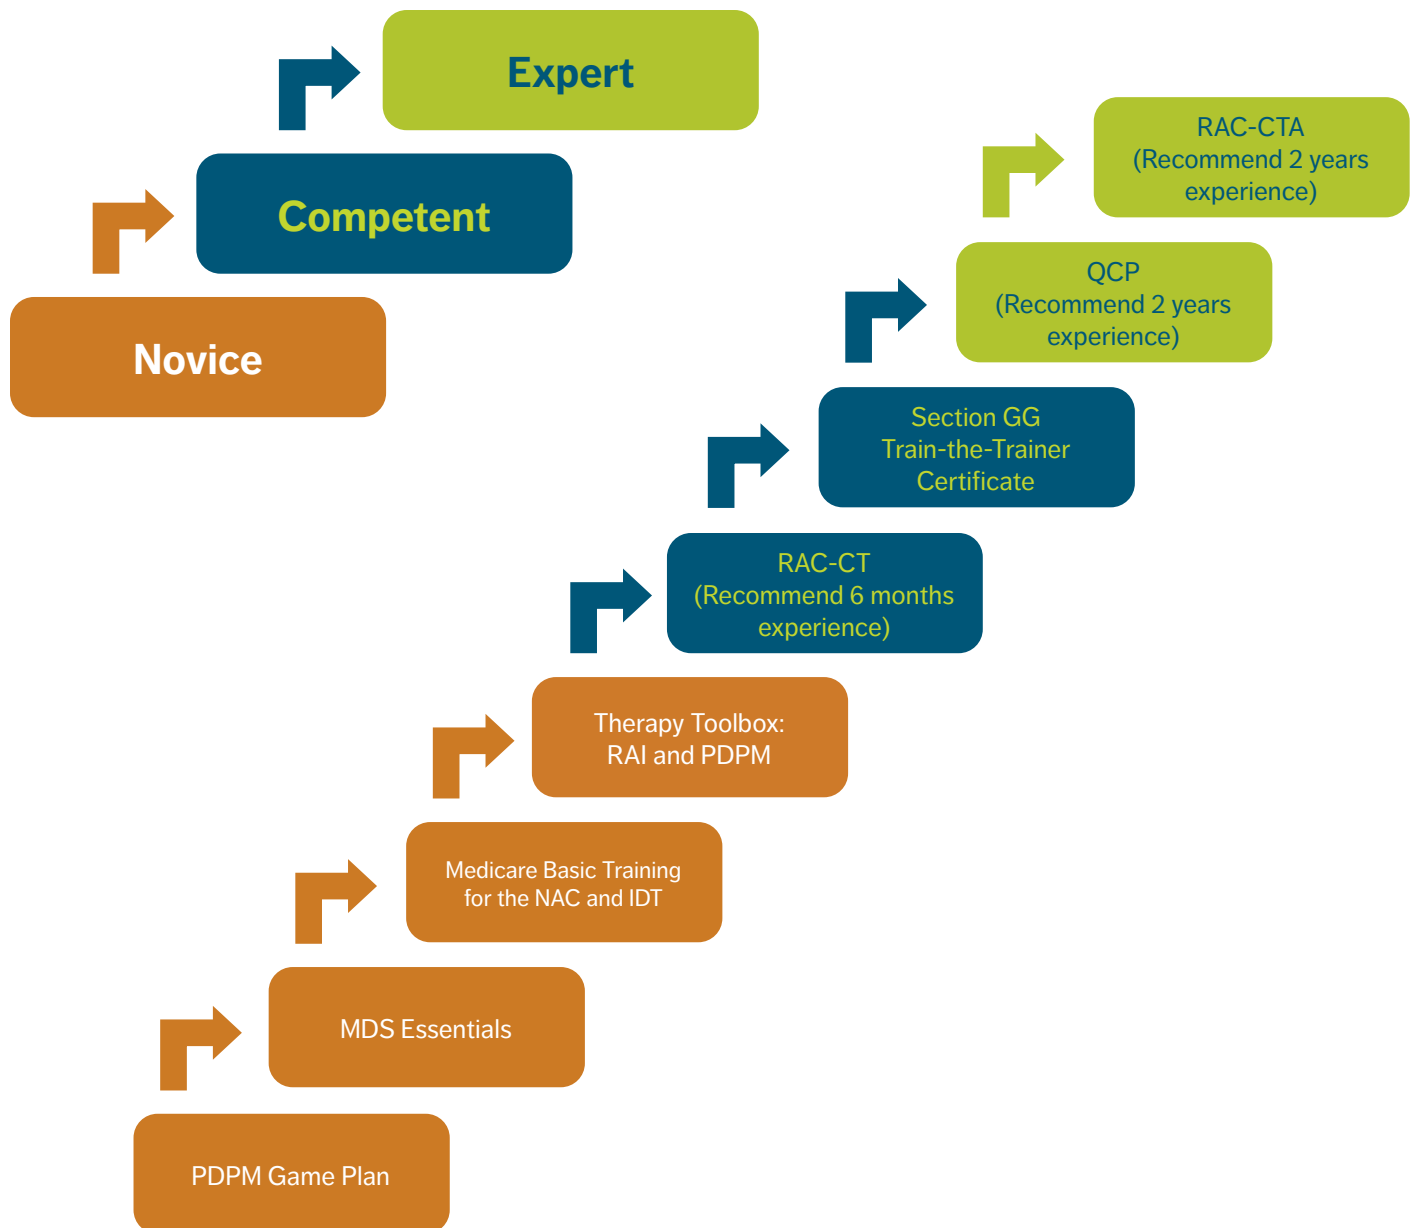 Expert
Competent
Novice
RAC-CTA
(Recommend 2 years
experience)
QCP
(Recommend 2 years
experience)
Section GG
Train-the-Trainer
Certificate
RAC-CT
(Recommend 6 months
experience)
Therapy Toolbox:
RAI and PDPM
Medicare Basic Training
for the NAC and IDT
MDS Essentials
PDPM Game Plan